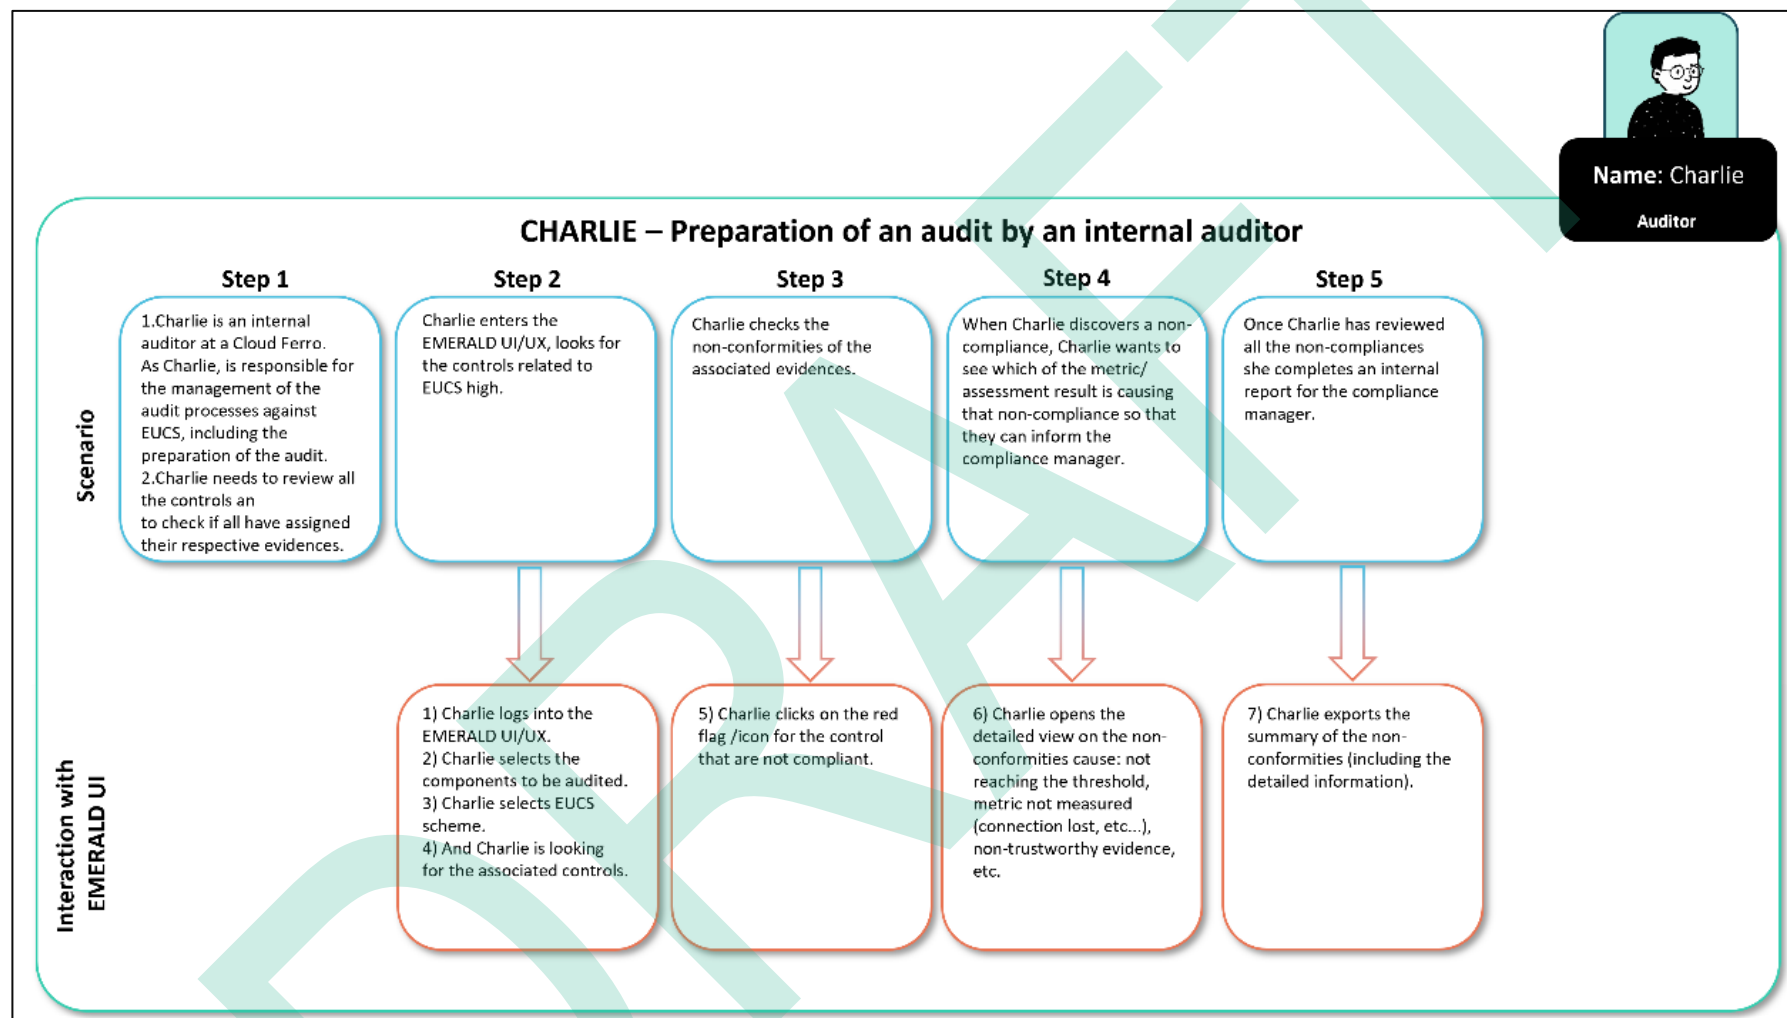 Name: Charlie
Auditor
CHARLIE – Preparation of an audit by an internal auditor
Step 1
Step 2
Step 3
Step 4
Step 5
Scenario
1.Charlie is an internal
auditor at a Cloud Ferro.
As Charlie, is responsible for
the management of the
audit processes against
EUCS, including the
preparation of the audit.
2.Charlie needs to review all
the controls an
to check if all have assigned
their respective evidences.
Charlie enters the
EMERALD UI/UX, looks for
the controls related to
EUCS high.
Charlie checks the
non-conformities of the
associated evidences.
When Charlie discovers a non-
compliance, Charlie wants to
see which of the metric/
assessment result is causing
that non-compliance so that
they can inform the
compliance manager.
Once Charlie has reviewed
all the non-compliances
she completes an internal
report for the compliance
manager.
Interaction with
EMERALD UI
1) Charlie logs into the
EMERALD UI/UX.
2) Charlie selects the
components to be audited.
3) Charlie selects EUCS
scheme.
4) And Charlie is looking
for the associated controls.
5) Charlie clicks on the red
flag /icon for the control
that are not compliant.
6) Charlie opens the
detailed view on the non-
conformities cause: not
reaching the threshold,
metric not measured
(connection lost, etc...),
non-trustworthy evidence,
etc.
7) Charlie exports the
summary of the non-
conformities (including the
detailed information).
DRAFT